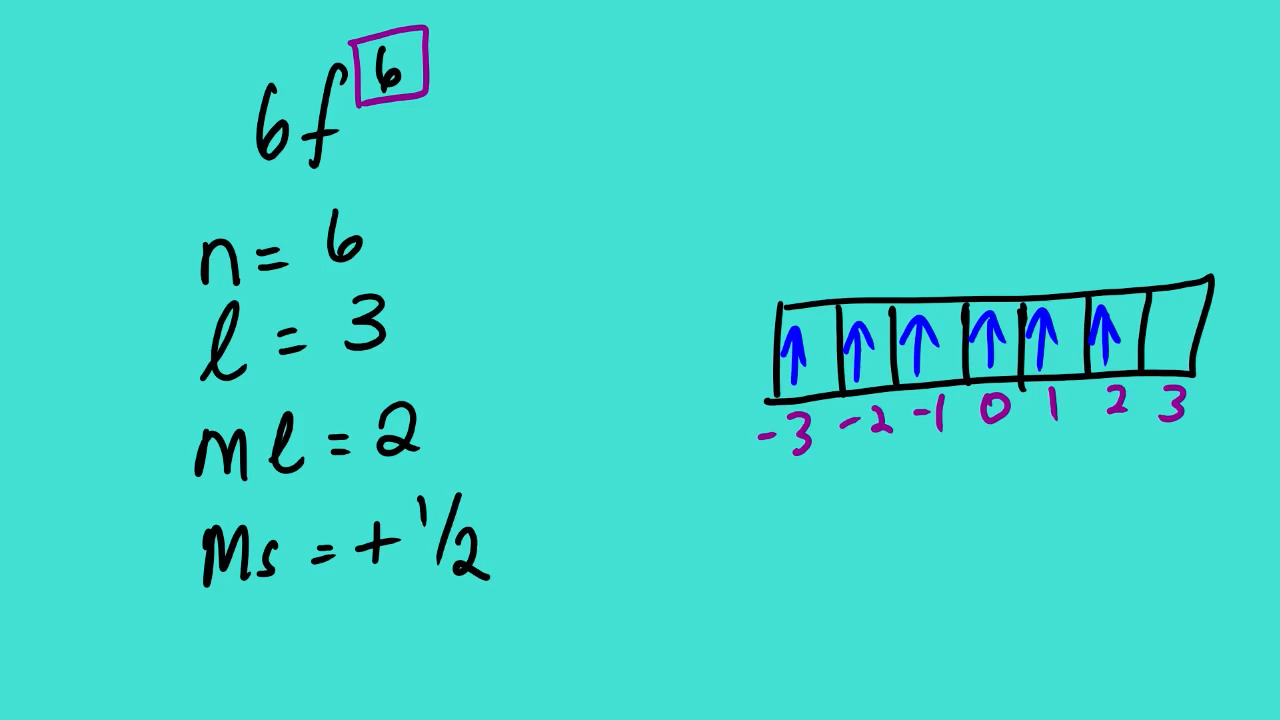 6f⁶
n = 6
l = 3
ml = 2
Ms = + 1/2
-3 -2 -1 0 1 2 3